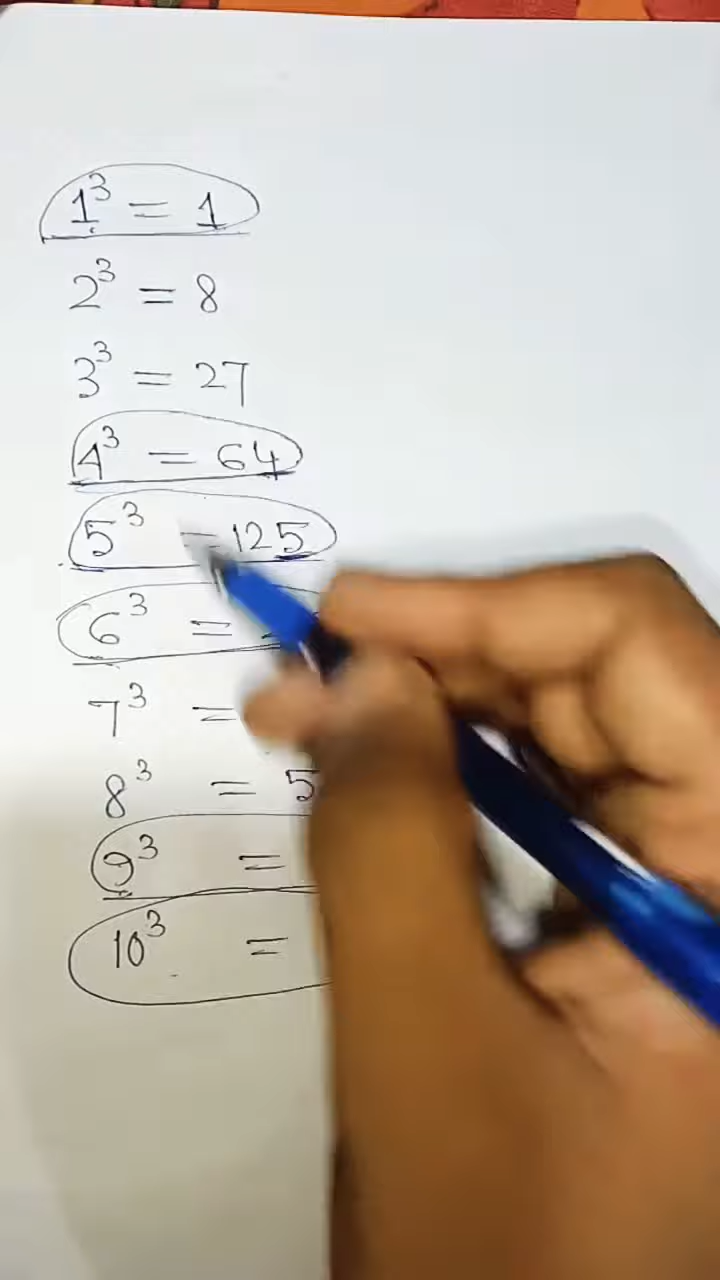 1³ = 1
2³ = 8
3³ = 27
4³ = 64
5³ = 125
6³ =
7³ =
8³ = 5
9³ =
10³ =